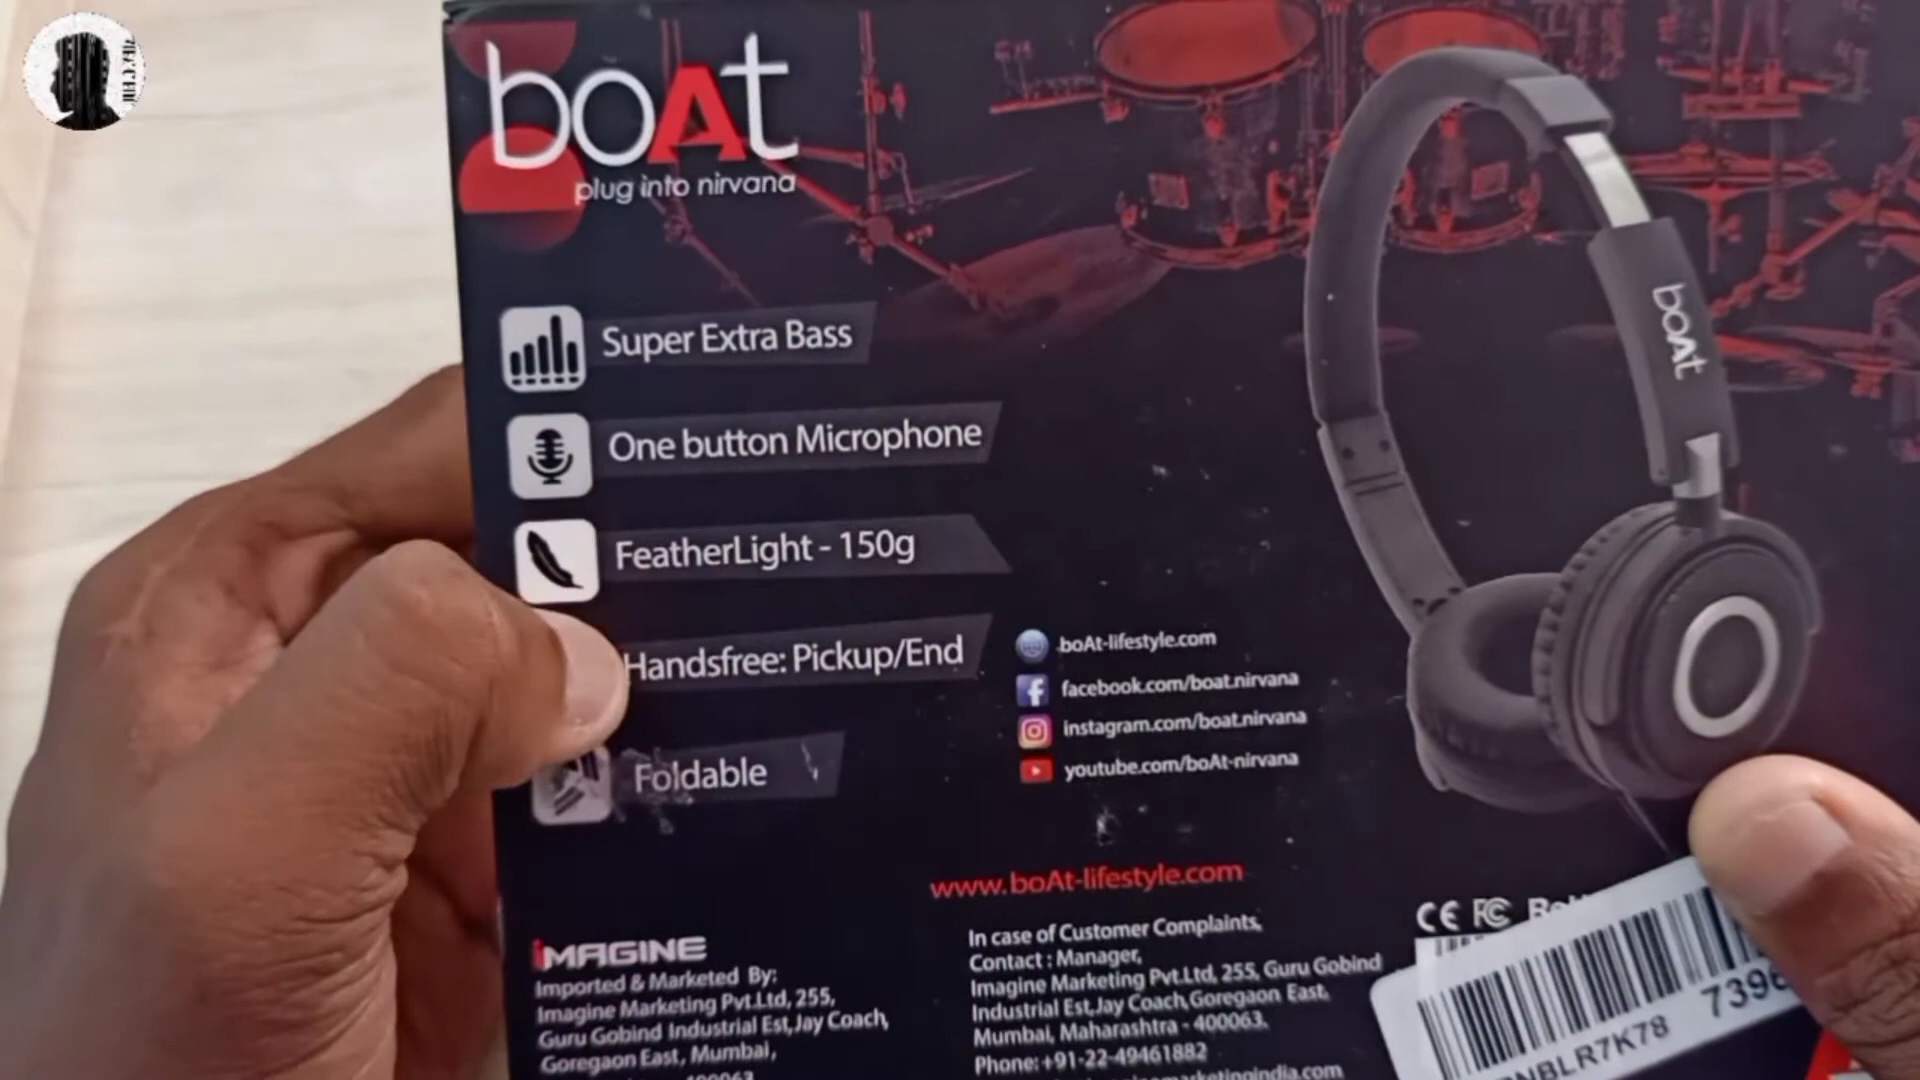 boAt
plug into nirvana
boAt
Super Extra Bass
One button Microphone
FeatherLight - 150g
Handsfree: Pickup/End
Foldable
boAt-lifestyle.com
facebook.com/boat.nirvana
instagram.com/boat.nirvana
youtube.com/boAt-nirvana
www.boAt-lifestyle.com
iMAGINE
Imported & Marketed By:
Imagine Marketing Pvt.Ltd, 255,
Guru Gobind Industrial Est,Jay Coach,
Goregaon East, Mumbai,
In case of Customer Complaints,
Contact : Manager,
Imagine Marketing Pvt.Ltd, 255, Guru Gobind
Industrial Est,Jay Coach,Goregaon East,
Mumbai, Maharashtra - 400063.
Phone:+91-22-49461882
CE FC